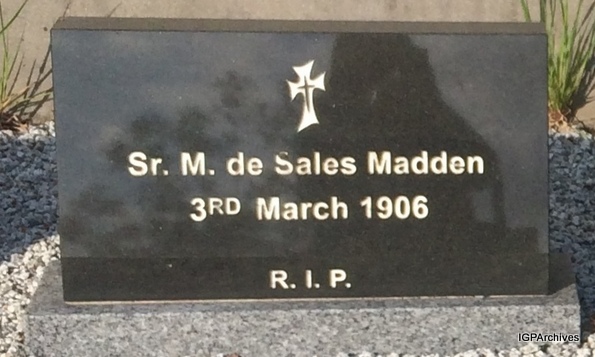 Sr. M. de Sales Madden
3RD March 1906
R. I. P.
IGPArchives